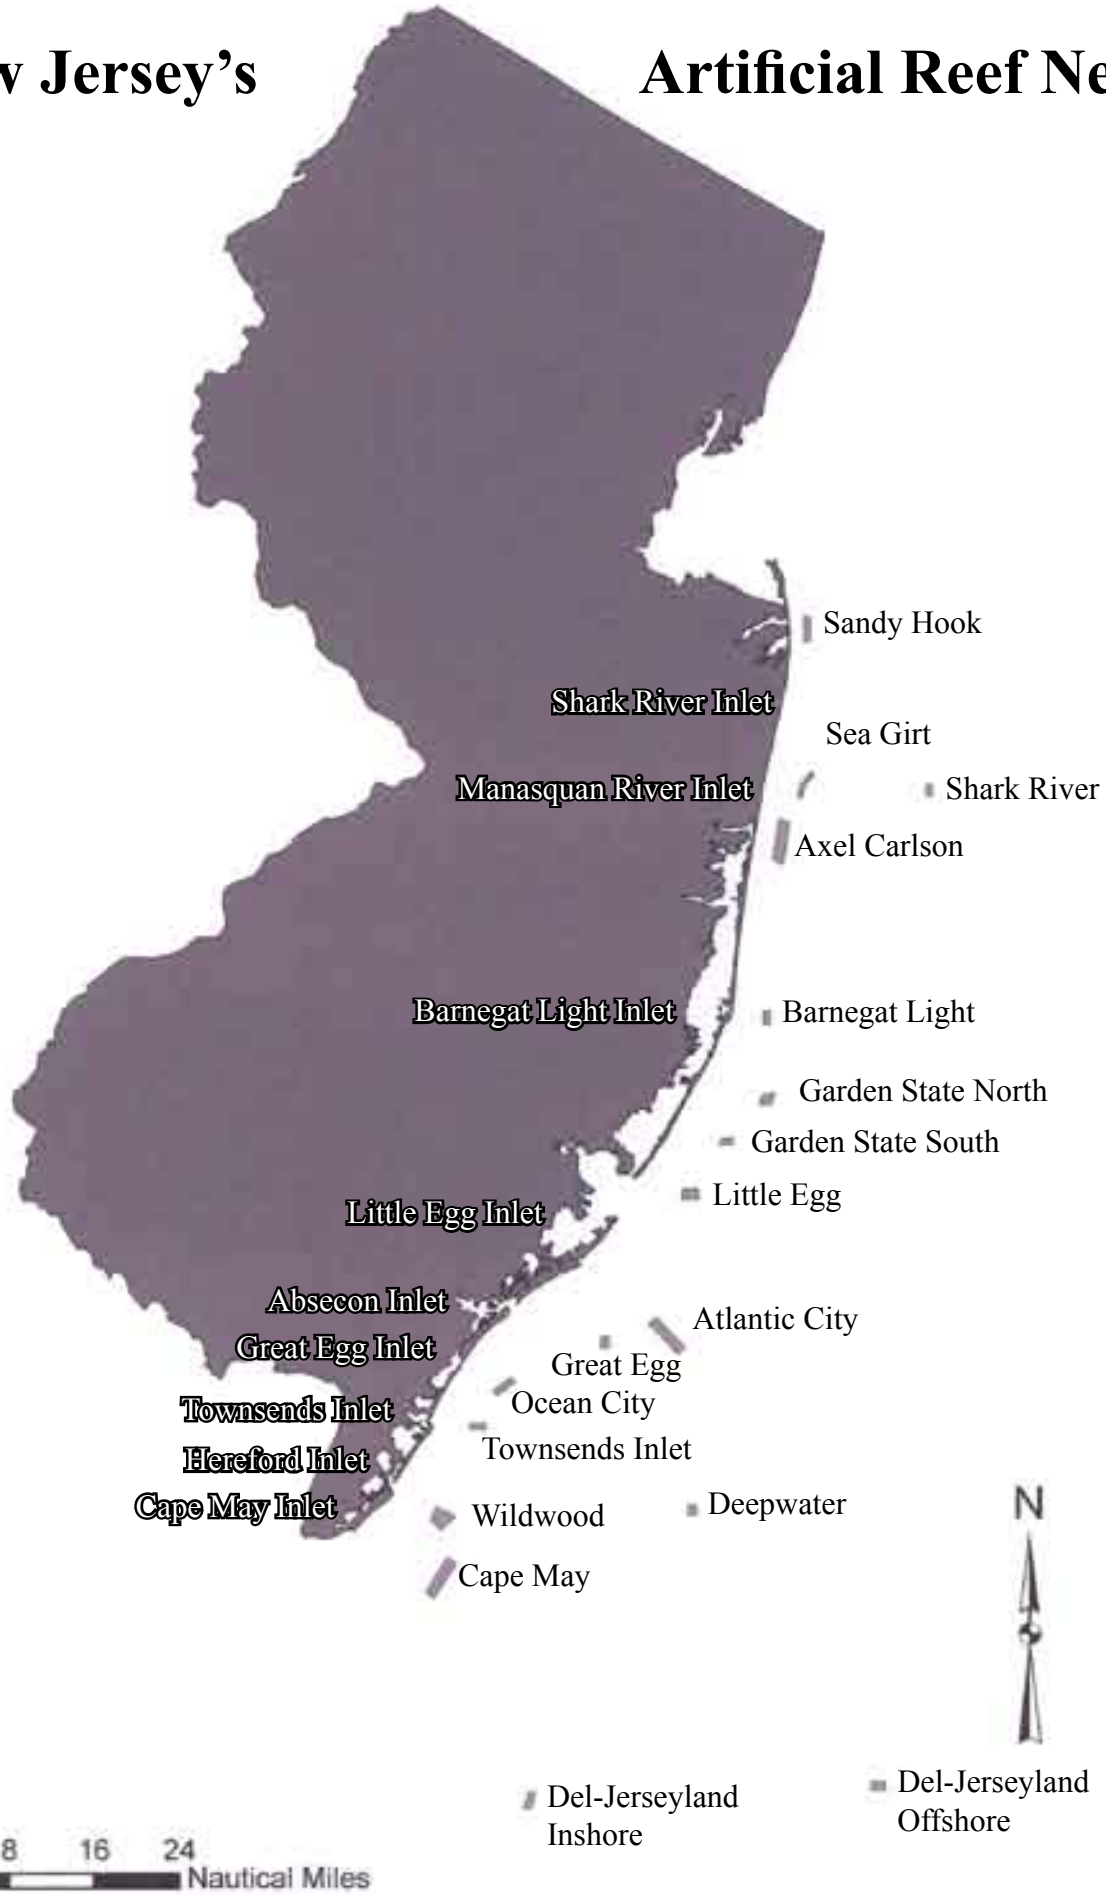 w Jersey’s Artificial Reef Ne
Sandy Hook
Shark River Inlet
Sea Girt
Manasquan River Inlet
Shark River
Axel Carlson
Barnegat Light Inlet
Barnegat Light
Garden State North
Garden State South
Little Egg
Little Egg Inlet
Absecon Inlet
Atlantic City
Great Egg Inlet
Great Egg
Ocean City
Townsends Inlet
Townsends Inlet
Hereford Inlet
Cape May Inlet
Deepwater
Wildwood
N
Cape May
Del-Jerseyland
Inshore
Del-Jerseyland
Offshore
8 16 24
Nautical Miles